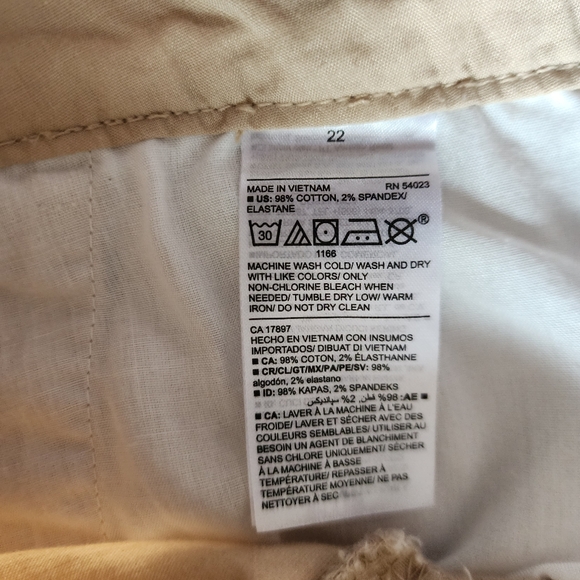 22
MADE IN VIETNAM RN 54023
■ US: 98% COTTON, 2% SPANDEX/
ELASTANE
30 ®
1166
MACHINE WASH COLD/ WASH AND DRY
WITH LIKE COLORS/ ONLY
NON-CHLORINE BLEACH WHEN
NEEDED/ TUMBLE DRY LOW/ WARM
IRON/ DO NOT DRY CLEAN
CA 17897
HECHO EN VIETNAM CON INSUMOS
IMPORTADOS/ DIBUAT DI VIETNAM
■ CA: 98% COTON, 2% ÉLASTHANNE
■ CR/CL/GT/MX/PA/PE/SV: 98%
algodón, 2% elastano
■ ID: 98% KAPAS, 2% SPANDEKS
■ AE: 98% قطن, 2% سپانديكس
■ CA: LAVER À LA MACHINE À L'EAU
FROIDE/ LAVER ET SÉCHER AVEC DES
COULEURS SEMBLABLES/ UTILISER AU
BESOIN UN AGENT DE BLANCHIMENT
SANS CHLORE UNIQUEMENT/ SÉCHER
À LA MACHINE À BASSE
TEMPÉRATURE/ REPASSER À
TEMPÉRATURE MOYENNE/ NE PAS
NETTOYER À SEC